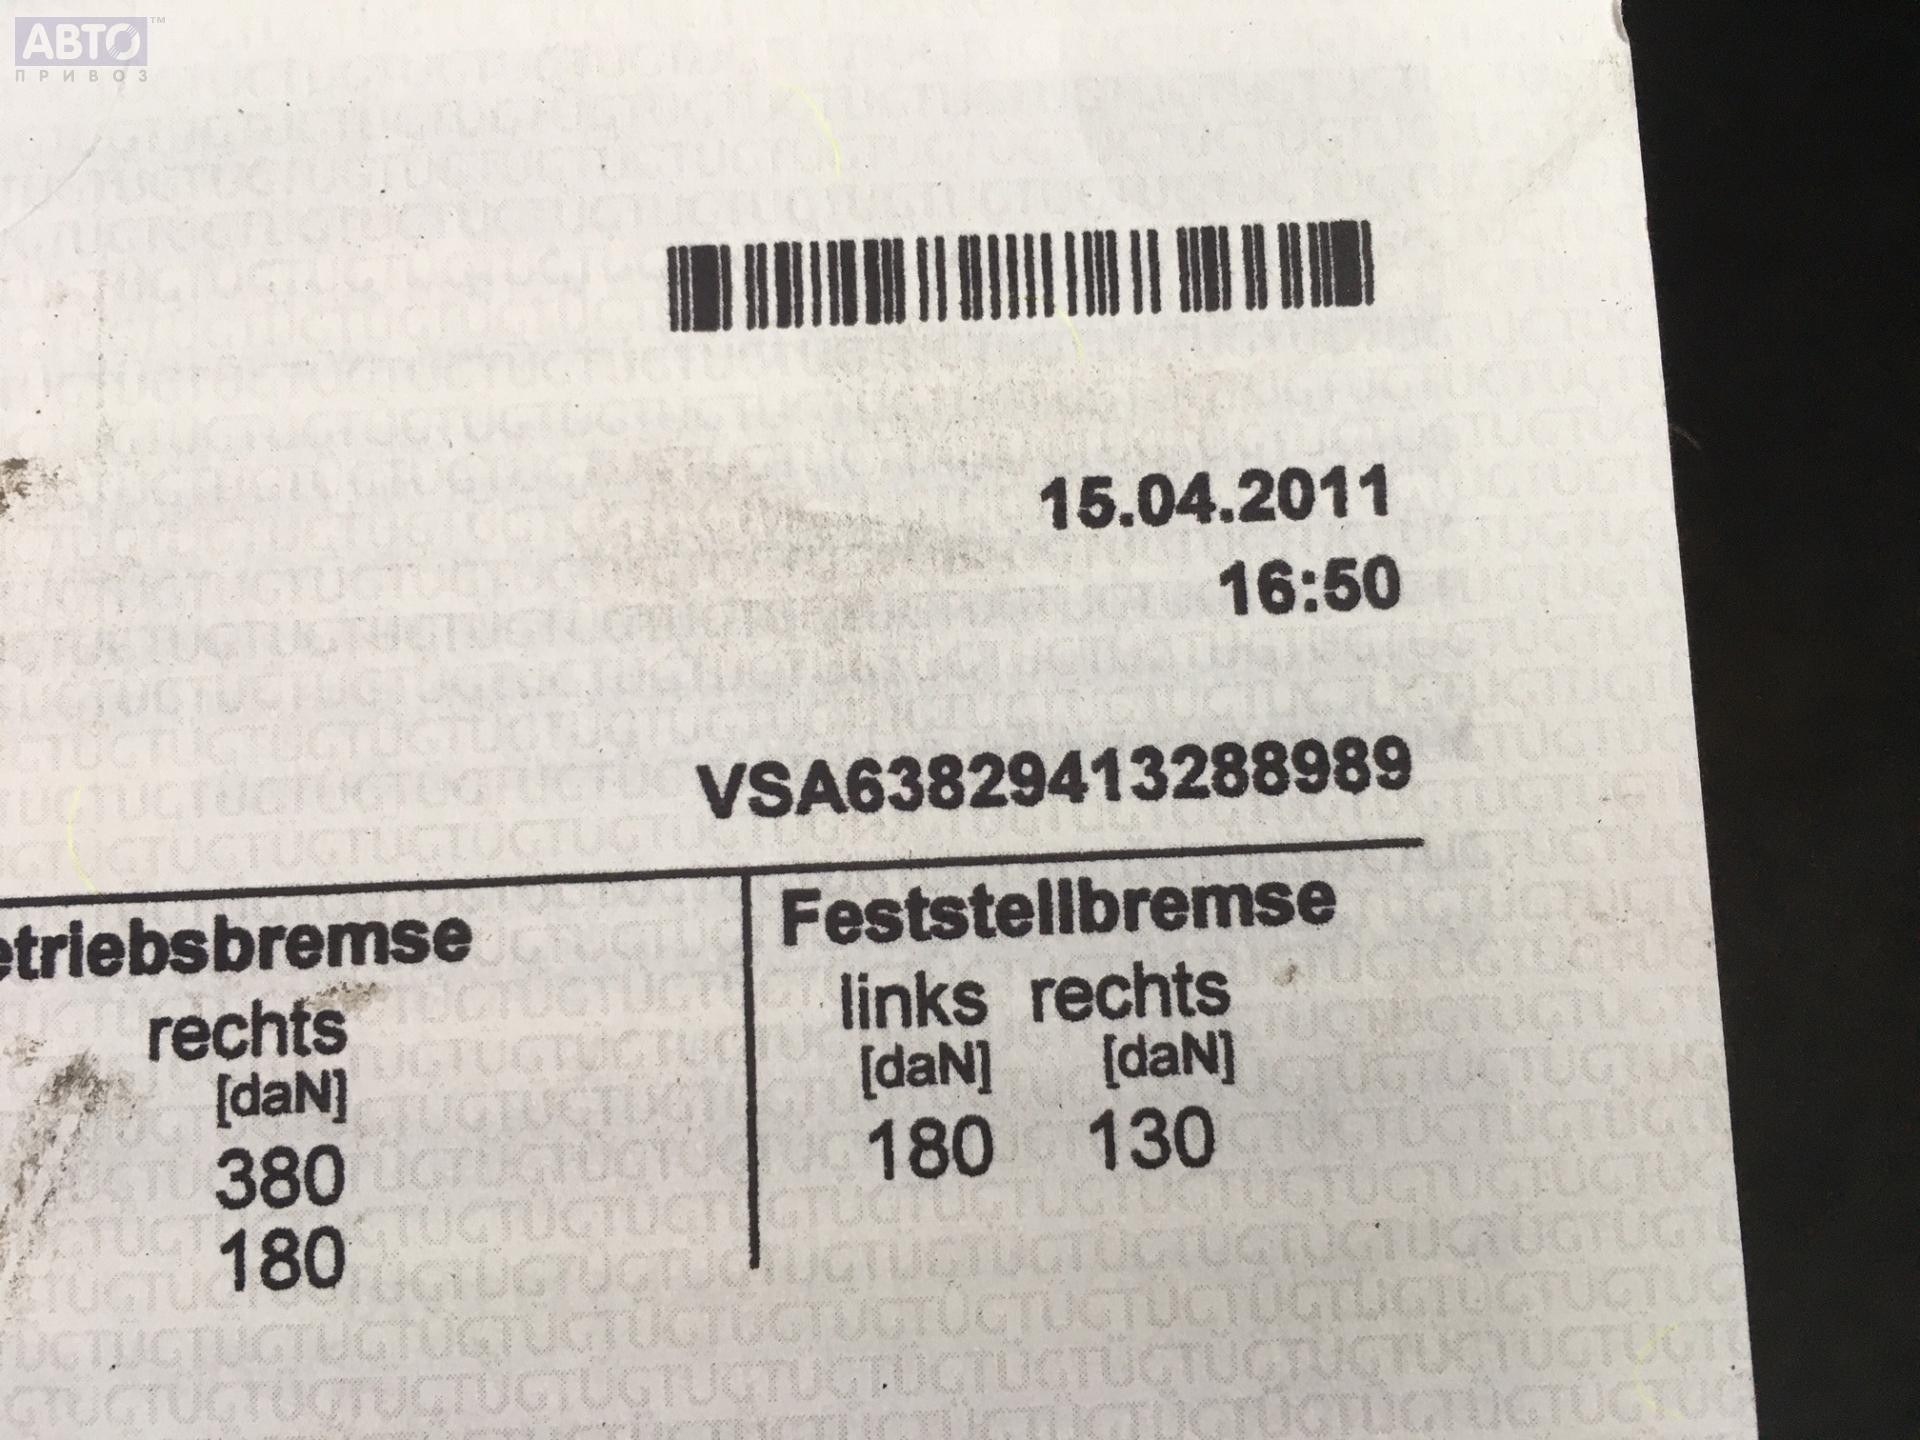 АВТО™
ПРИВОЗ
15.04.2011
16:50
VSA63829413288989
etriebsbremse Feststellbremse
rechts links rechts
[daN] [daN] [daN]
380 180 130
180